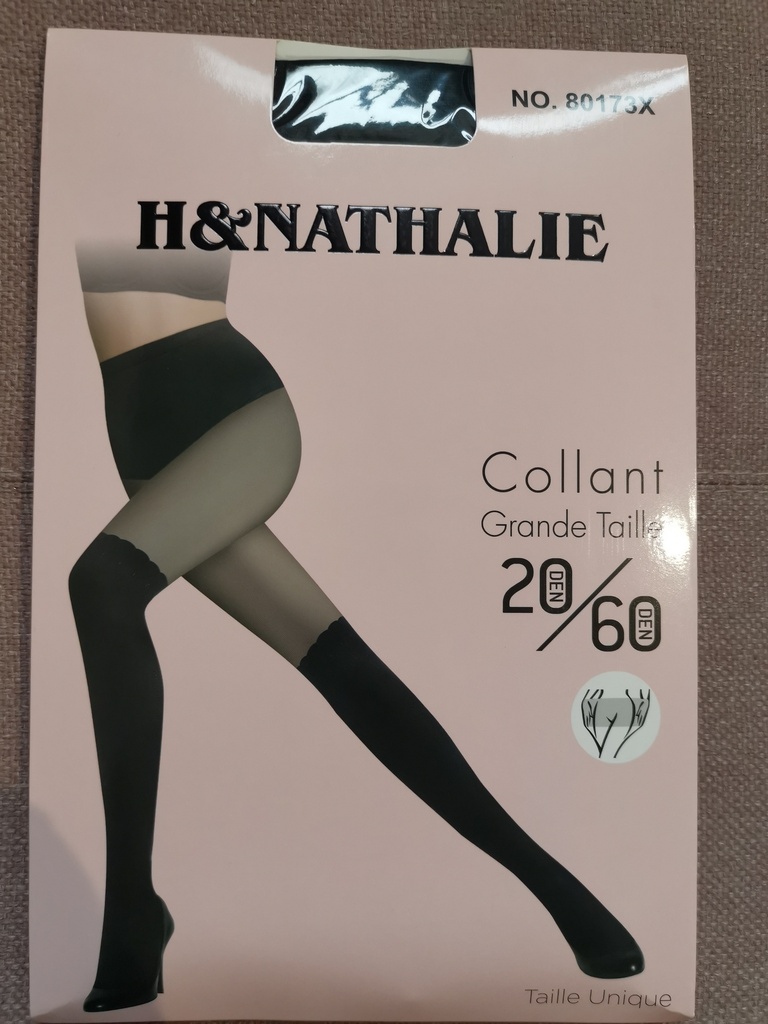 NO. 80173X
H&NATHALIE
Collant
Grande Taille
20 DEN / 60 DEN
Taille Unique